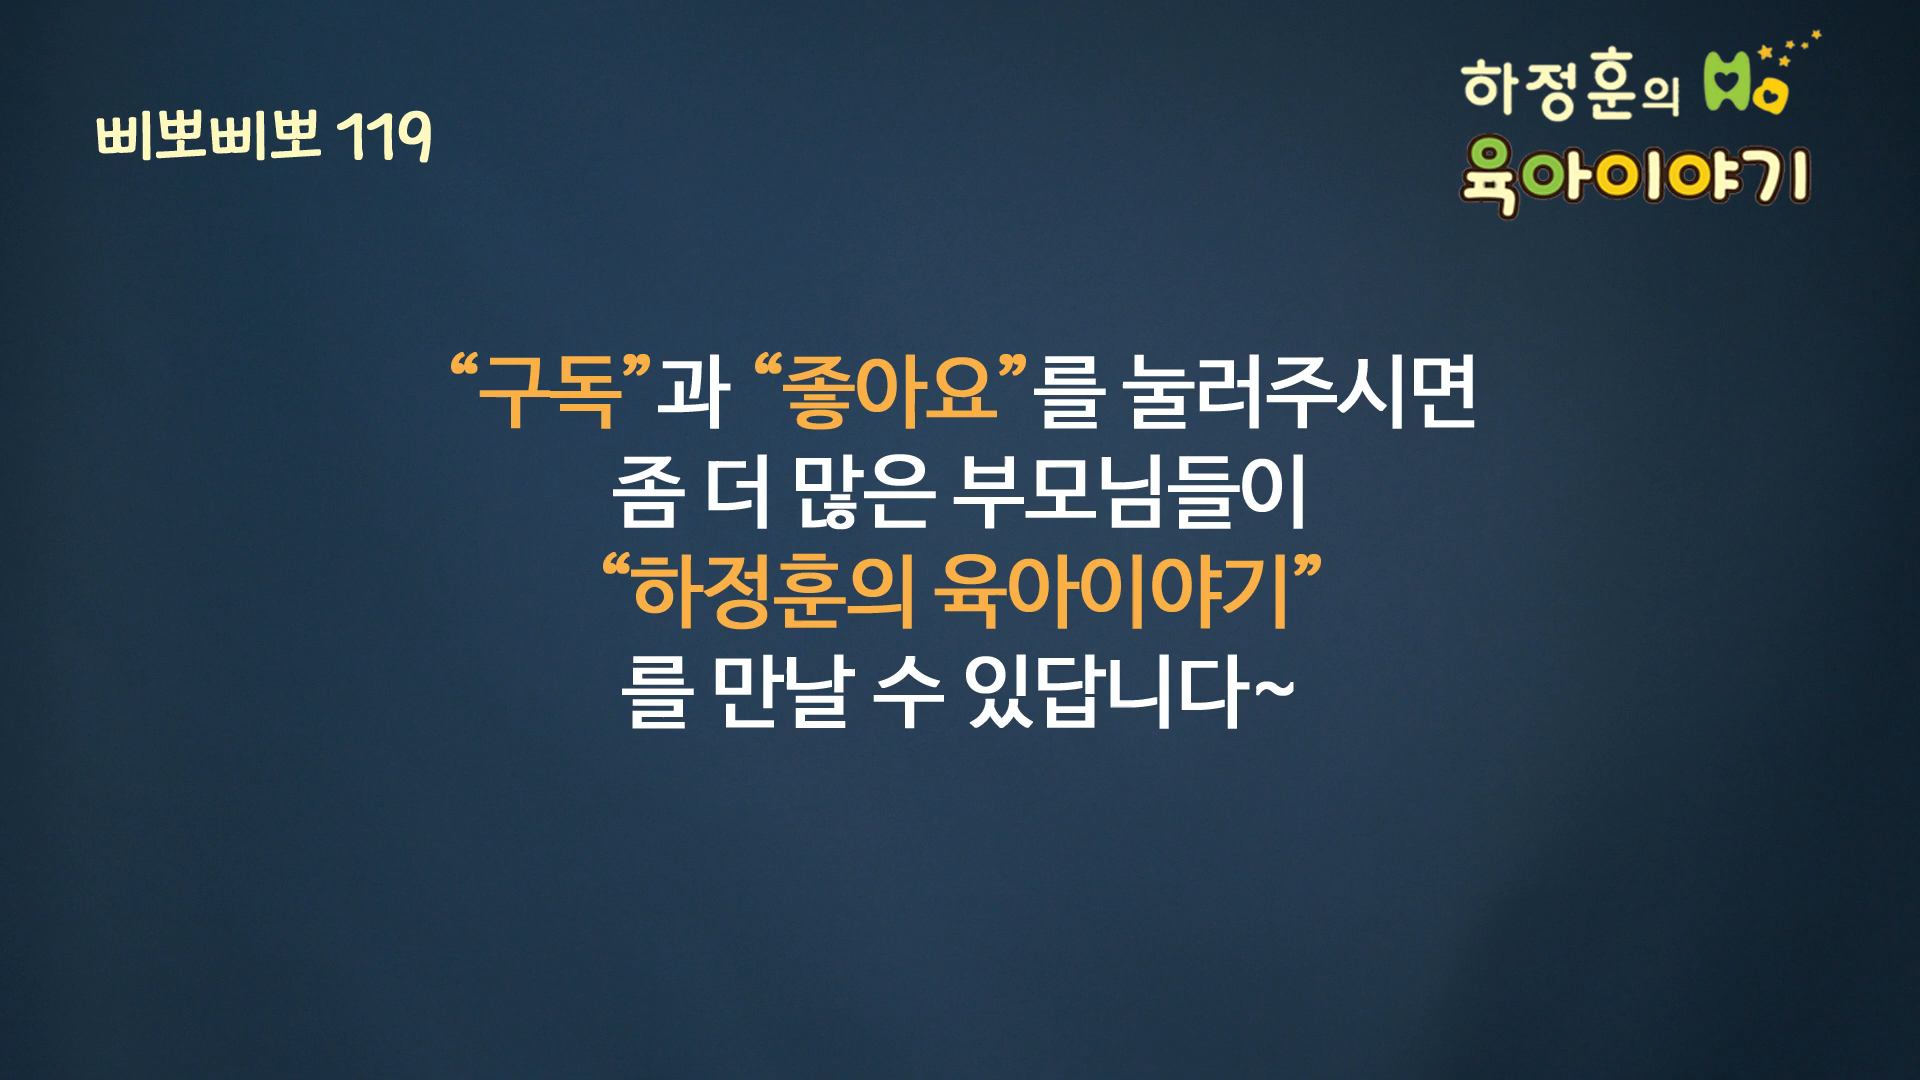 삐뽀삐뽀 119
하정훈의
육아이야기
“구독”과 “좋아요”를 눌러주시면
좀 더 많은 부모님들이
“하정훈의 육아이야기”
를 만날 수 있답니다~